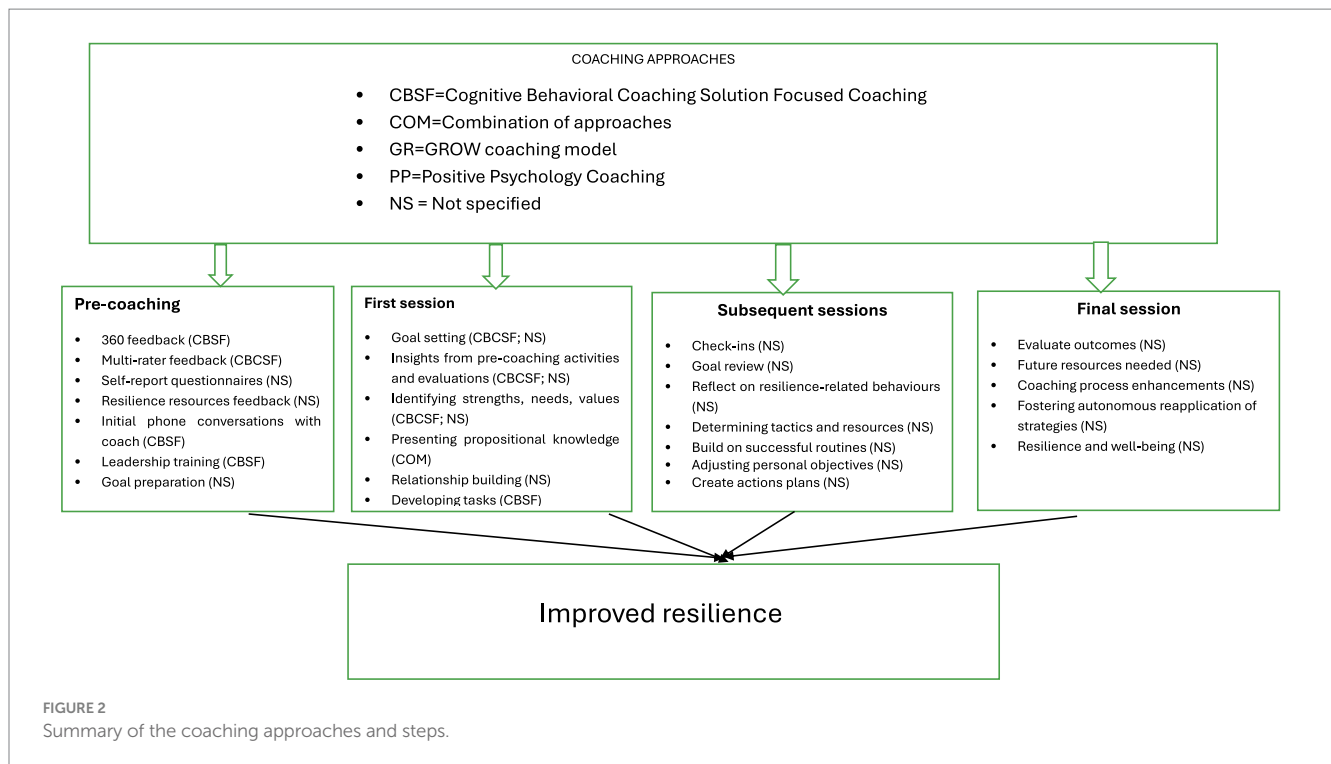 COACHING APPROACHES
• CBSF=Cognitive Behavioral Coaching Solution Focused Coaching
• COM=Combination of approaches
• GR=GROW coaching model
• PP=Positive Psychology Coaching
• NS = Not specified
Pre-coaching
• 360 feedback (CBSF)
• Multi-rater feedback (CBCSF)
• Self-report questionnaires (NS)
• Resilience resources feedback (NS)
• Initial phone conversations with
coach (CBSF)
• Leadership training (CBSF)
• Goal preparation (NS)
First session
• Goal setting (CBCSF; NS)
• Insights from pre-coaching activities
and evaluations (CBCSF; NS)
• Identifying strengths, needs, values
(CBCSF; NS)
• Presenting propositional knowledge
(COM)
• Relationship building (NS)
• Developing tasks (CBSF)
Subsequent sessions
• Check-ins (NS)
• Goal review (NS)
• Reflect on resilience-related behaviours
(NS)
• Determining tactics and resources (NS)
• Build on successful routines (NS)
• Adjusting personal objectives (NS)
• Create actions plans (NS)
Final session
• Evaluate outcomes (NS)
• Future resources needed (NS)
• Coaching process enhancements (NS)
• Fostering autonomous reapplication of
strategies (NS)
• Resilience and well-being (NS)
Improved resilience
FIGURE 2
Summary of the coaching approaches and steps.